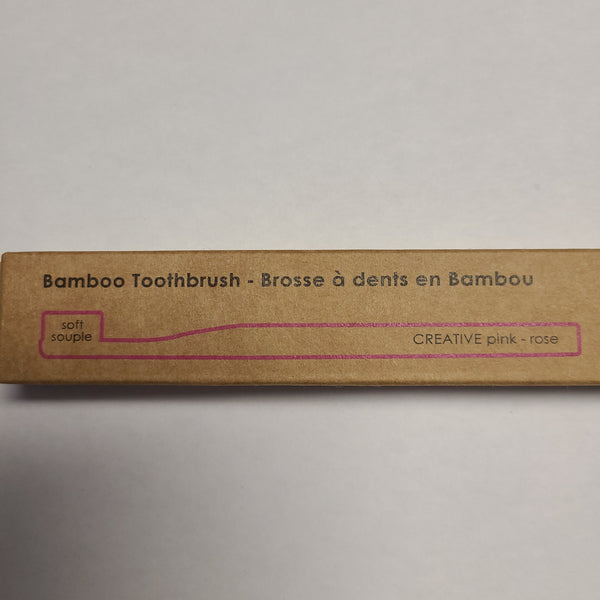 Bamboo Toothbrush - Brosse à dents en Bambou
soft
souple
CREATIVE pink - rose